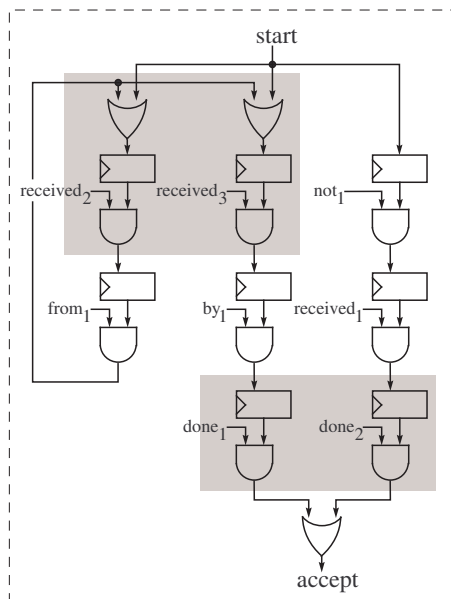 start
received2 received3 not1
from1 by1 received1
done1 done2
accept